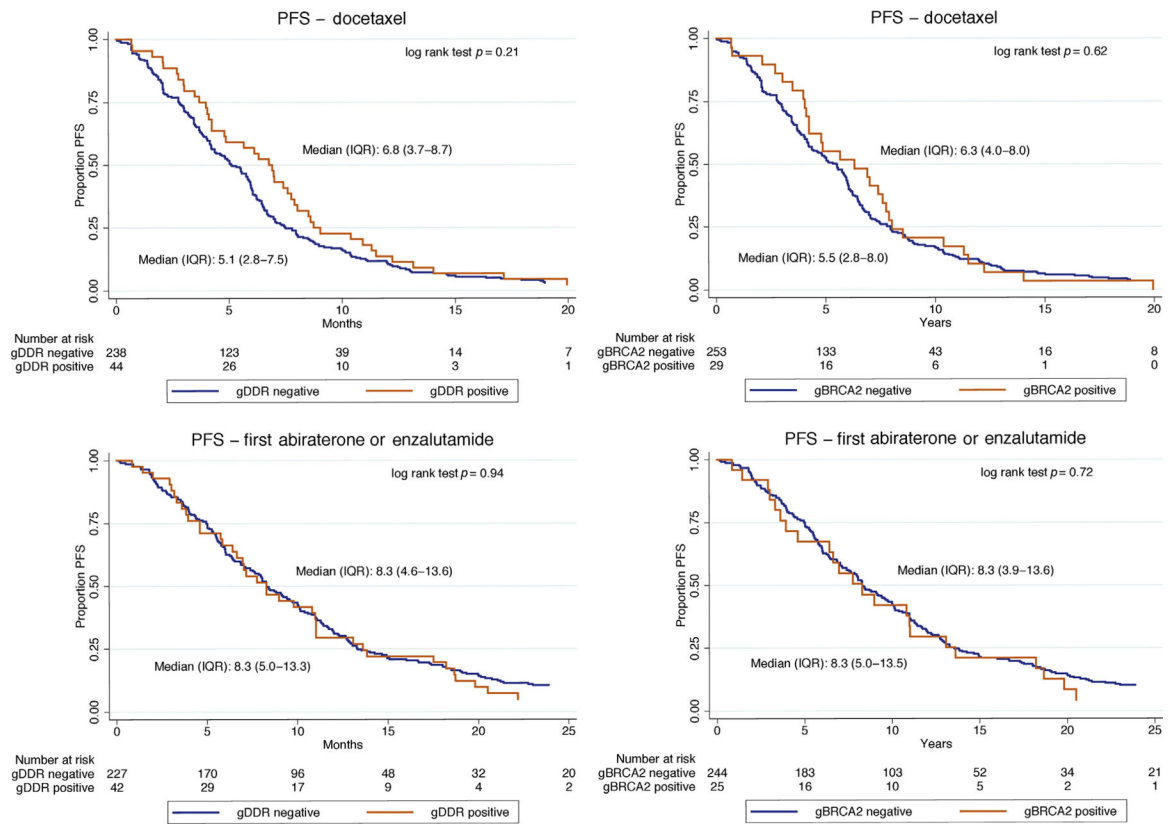 PFS – docetaxel
1.00
0.75
0.50
0.25
0.00
Proportion PFS
log rank test p = 0.21
Median (IQR): 6.8 (3.7–8.7)
Median (IQR): 5.1 (2.8–7.5)
0 5 10 15 20
Months
Number at risk
gDDR negative 238 123 39 14 7
gDDR positive 44 26 10 3 1
gDDR negative gDDR positive
PFS – docetaxel
1.00
0.75
0.50
0.25
0.00
Proportion PFS
log rank test p = 0.62
Median (IQR): 6.3 (4.0–8.0)
Median (IQR): 5.5 (2.8–8.0)
0 5 10 15 20
Years
Number at risk
gBRCA2 negative 253 133 43 16 8
gBRCA2 positive 29 16 6 1 0
gBRCA2 negative gBRCA2 positive
PFS – first abiraterone or enzalutamide
1.00
0.75
0.50
0.25
0.00
Proportion PFS
log rank test p = 0.94
Median (IQR): 8.3 (4.6–13.6)
Median (IQR): 8.3 (5.0–13.3)
0 5 10 15 20 25
Months
Number at risk
gDDR negative 227 170 96 48 32 20
gDDR positive 42 29 17 9 4 2
gDDR negative gDDR positive
PFS – first abiraterone or enzalutamide
1.00
0.75
0.50
0.25
0.00
Proportion PFS
log rank test p = 0.72
Median (IQR): 8.3 (3.9–13.6)
Median (IQR): 8.3 (5.0–13.5)
0 5 10 15 20 25
Years
Number at risk
gBRCA2 negative 244 183 103 52 34 21
gBRCA2 positive 25 16 10 5 2 1
gBRCA2 negative gBRCA2 positive